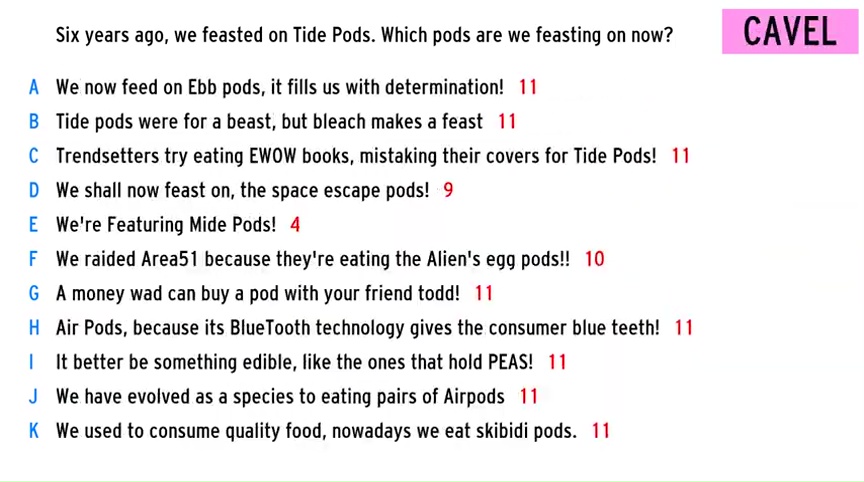 Six years ago, we feasted on Tide Pods. Which pods are we feasting on now?
CAVEL
A We now feed on Ebb pods, it fills us with determination! 11
B Tide pods were for a beast, but bleach makes a feast 11
C Trendsetters try eating EWOW books, mistaking their covers for Tide Pods! 11
D We shall now feast on, the space escape pods! 9
E We're Featuring Mide Pods! 4
F We raided Area51 because they're eating the Alien's egg pods!! 10
G A money wad can buy a pod with your friend todd! 11
H Air Pods, because its BlueTooth technology gives the consumer blue teeth! 11
I It better be something edible, like the ones that hold PEAS! 11
J We have evolved as a species to eating pairs of Airpods 11
K We used to consume quality food, nowadays we eat skibidi pods. 11